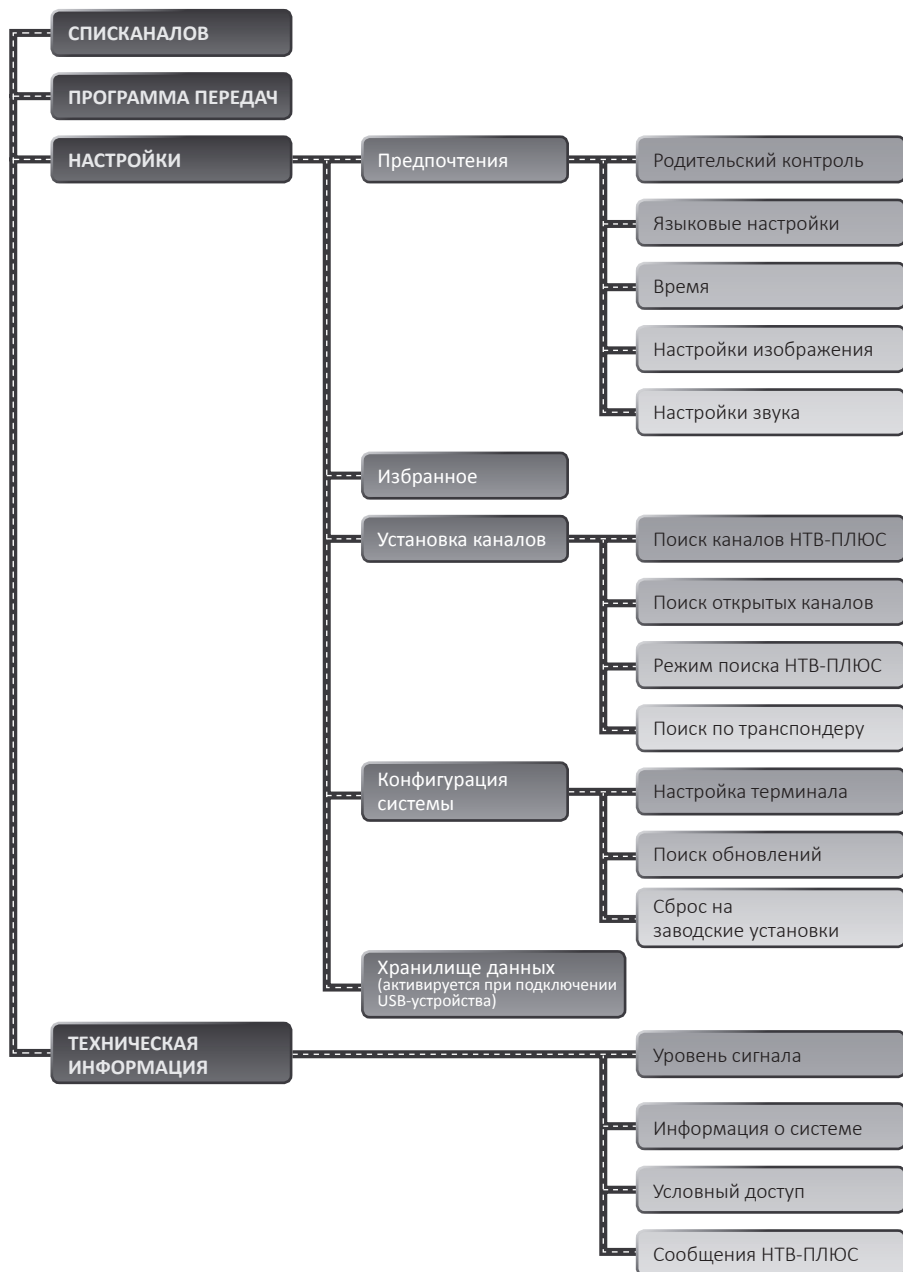 СПИСКАНАЛОВ
ПРОГРАММА ПЕРЕДАЧ
НАСТРОЙКИ
Предпочтения
Родительский контроль
Языковые настройки
Время
Настройки изображения
Настройки звука
Избранное
Установка каналов
Поиск каналов НТВ-ПЛЮС
Поиск открытых каналов
Режим поиска НТВ-ПЛЮС
Поиск по транспондеру
Конфигурация
системы
Настройка терминала
Поиск обновлений
Сброс на
заводские установки
Хранилище данных
(активируется при подключении
USB-устройства)
ТЕХНИЧЕСКАЯ
ИНФОРМАЦИЯ
Уровень сигнала
Информация о системе
Условный доступ
Сообщения НТВ-ПЛЮС